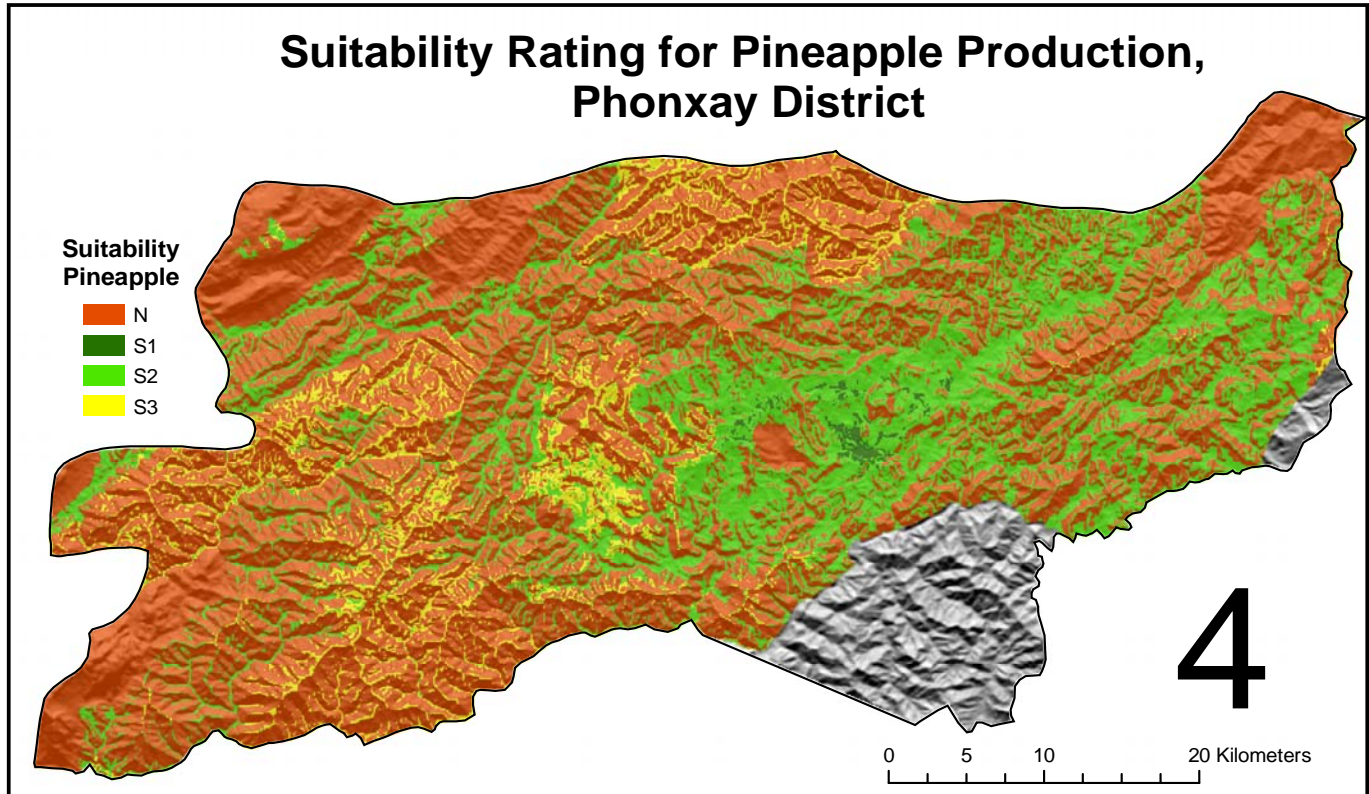 Suitability Rating for Pineapple Production,
Phonxay District
Suitability
Pineapple
N
S1
S2
S3
4
0 5 10 20 Kilometers